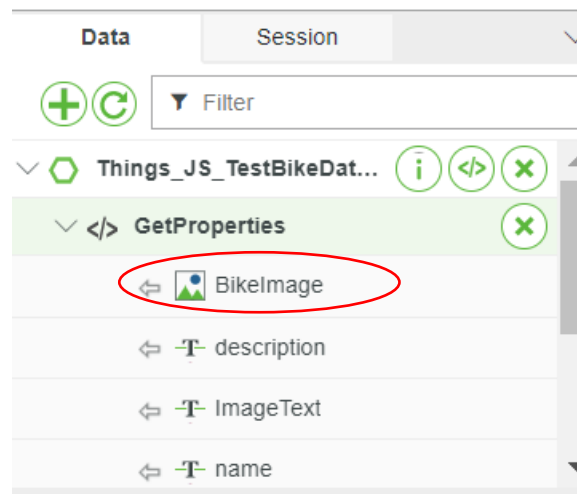 Data Session
Filter
Things_JS_TestBikeDat... i </>
</> GetProperties
BikeImage
T description
T ImageText
T name